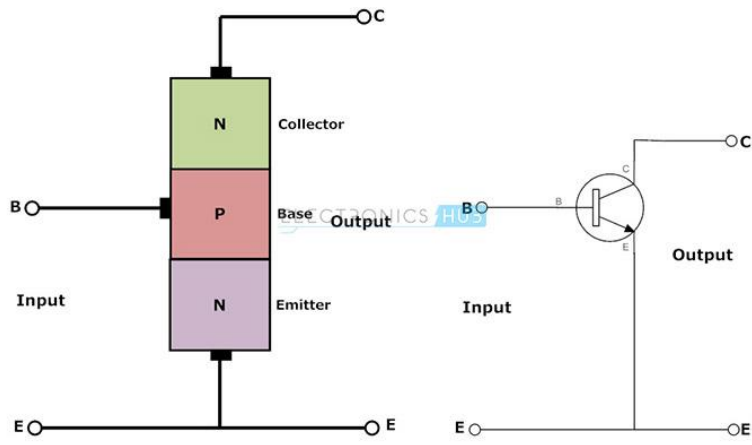 C
N Collector
B P Base
ELECTRONICS HUB
Output
Input
N Emitter
E E
C
C
B B
E
Output
Input
E E